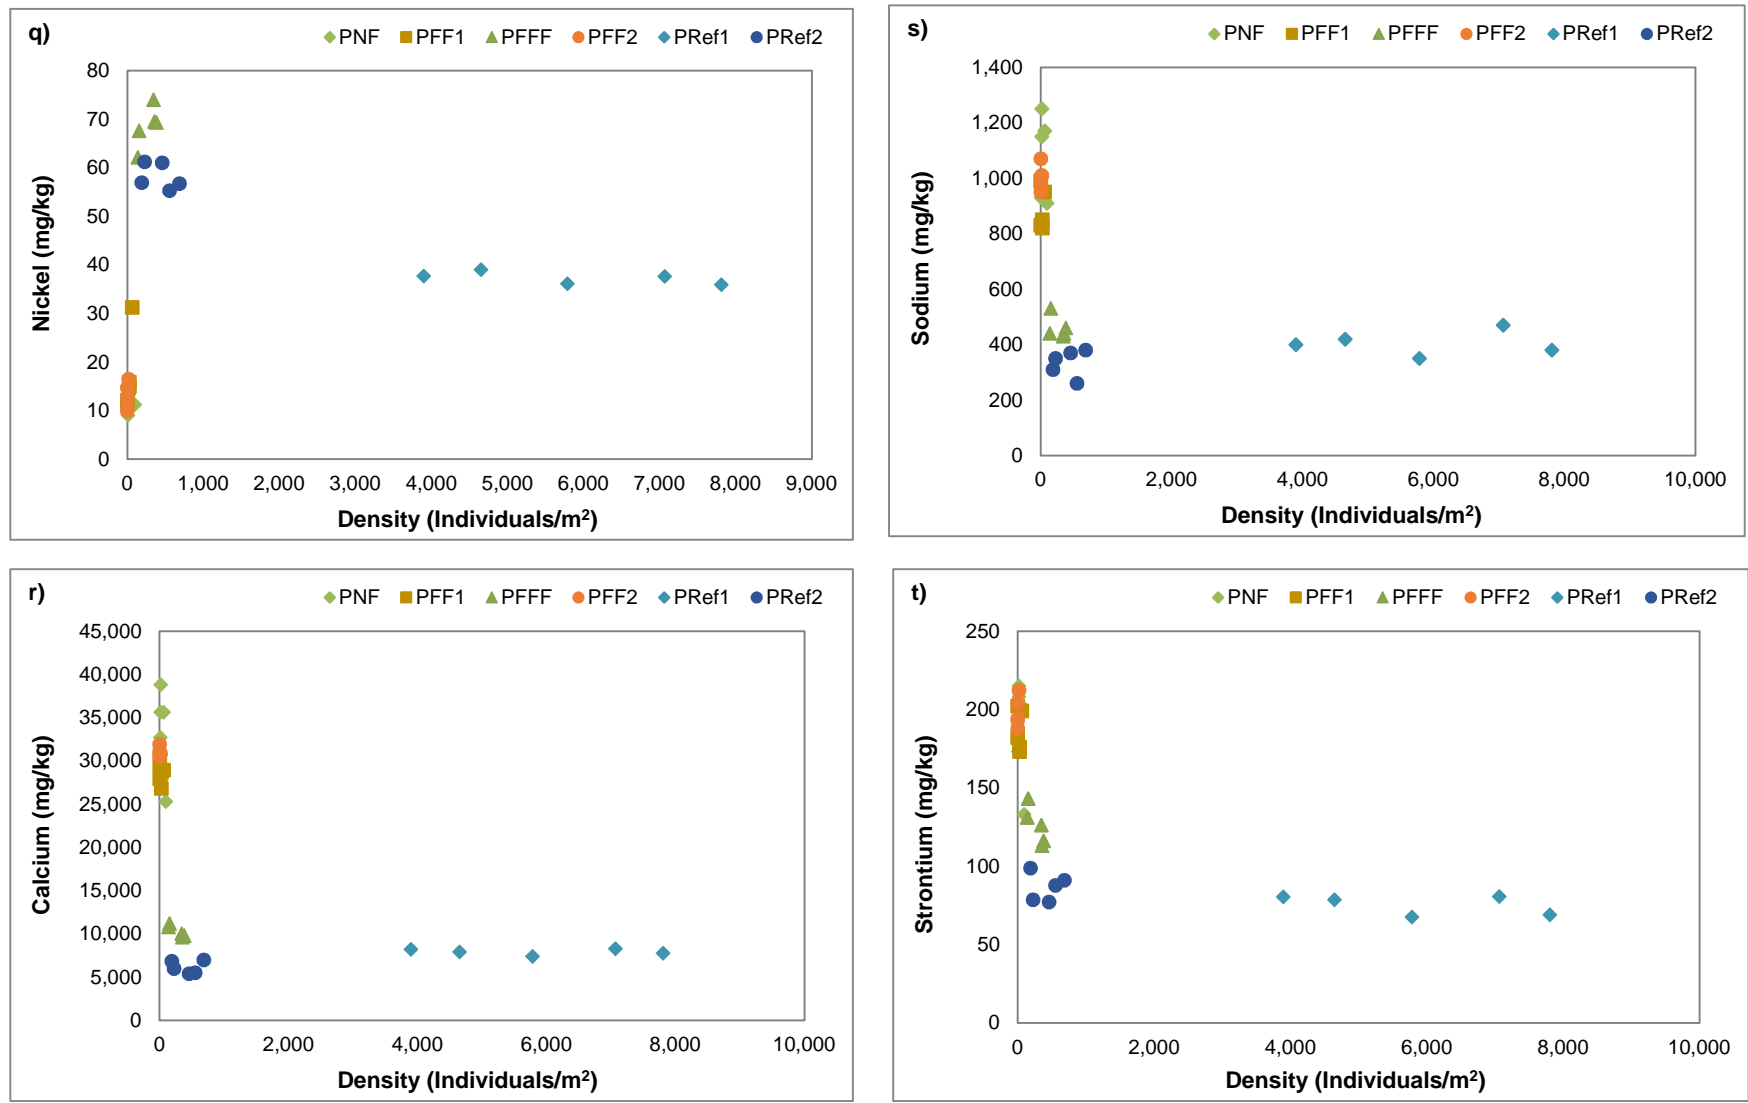 q)
PNF PFF1 PFFF PFF2 PRef1 PRef2
80
70
60
50
40
30
20
10
0
Nickel (mg/kg)
0 1,000 2,000 3,000 4,000 5,000 6,000 7,000 8,000 9,000
Density (Individuals/m²)
s)
PNF PFF1 PFFF PFF2 PRef1 PRef2
1,400
1,200
1,000
800
600
400
200
0
Sodium (mg/kg)
0 2,000 4,000 6,000 8,000 10,000
Density (Individuals/m²)
r)
PNF PFF1 PFFF PFF2 PRef1 PRef2
45,000
40,000
35,000
30,000
25,000
20,000
15,000
10,000
5,000
0
Calcium (mg/kg)
0 2,000 4,000 6,000 8,000 10,000
Density (Individuals/m²)
t)
PNF PFF1 PFFF PFF2 PRef1 PRef2
250
200
150
100
50
0
Strontium (mg/kg)
0 2,000 4,000 6,000 8,000 10,000
Density (Individuals/m²)